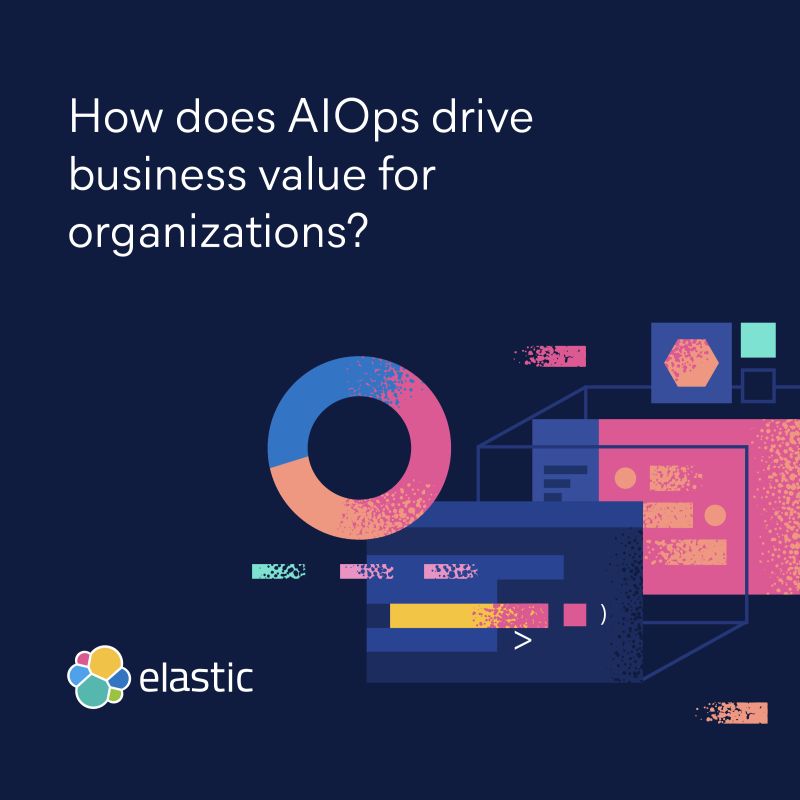 How does AIOps drive
business value for
organizations?
)
>
elastic